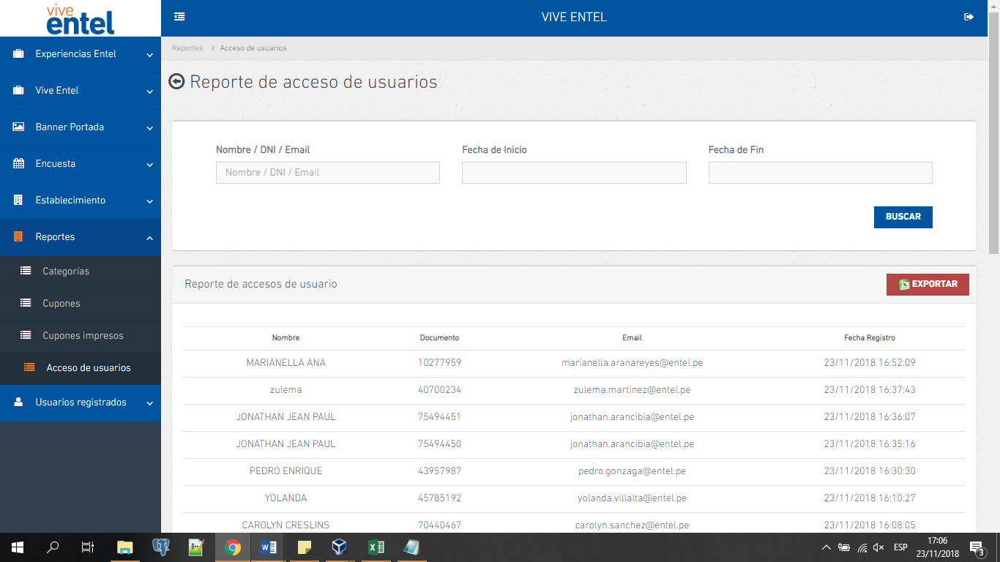 vive
entel
VIVE ENTEL
Experiencias Entel
Vive Entel
Banner Portada
Encuesta
Establecimiento
Reportes
Categorías
Cupones
Cupones impresos
Acceso de usuarios
Usuarios registrados
Reportes > Acceso de usuarios
Reporte de acceso de usuarios
Nombre / DNI / Email Fecha de Inicio Fecha de Fin
Nombre / DNI / Email
BUSCAR
Reporte de accesos de usuario EXPORTAR
Nombre Documento Email Fecha Registro
MARIANELLA ANA 10277959 marianella.aranareyes@entel.pe 23/11/2018 16:52:09
zulema 40700234 zulema.martinez@entel.pe 23/11/2018 16:37:43
JONATHAN JEAN PAUL 75494451 jonathan.arancibia@entel.pe 23/11/2018 16:36:07
JONATHAN JEAN PAUL 75494450 jonathan.arancibia@entel.pe 23/11/2018 16:35:16
PEDRO ENRIQUE 43957987 pedro.gonzaga@entel.pe 23/11/2018 16:30:30
YOLANDA 45785192 yolanda.villalta@entel.pe 23/11/2018 16:10:27
CAROLYN CRESLINS 70440467 carolyn.sanchez@entel.pe 23/11/2018 16:08:05
ESP
17:06
23/11/2018
3